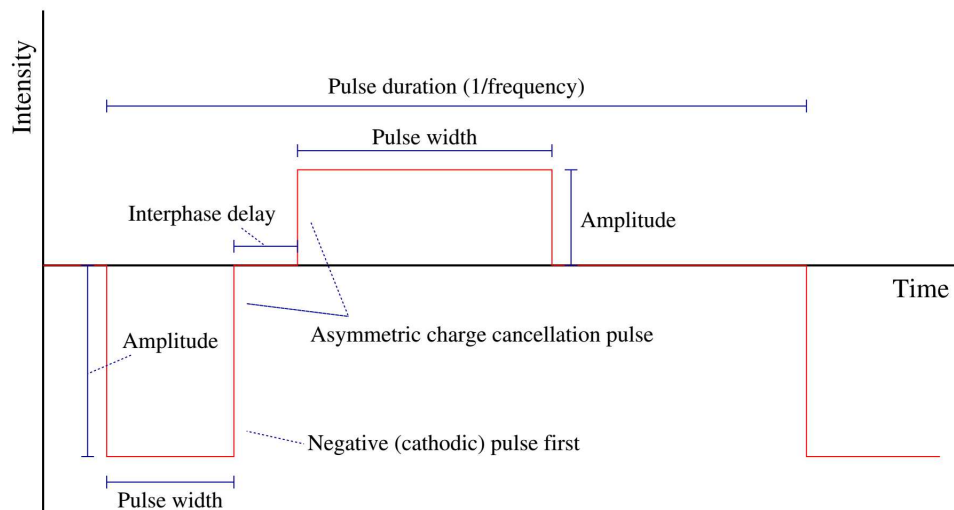 Intensity
Pulse duration (1/frequency)
Pulse width
Interphase delay
Amplitude
Time
Amplitude
Asymmetric charge cancellation pulse
Negative (cathodic) pulse first
Pulse width